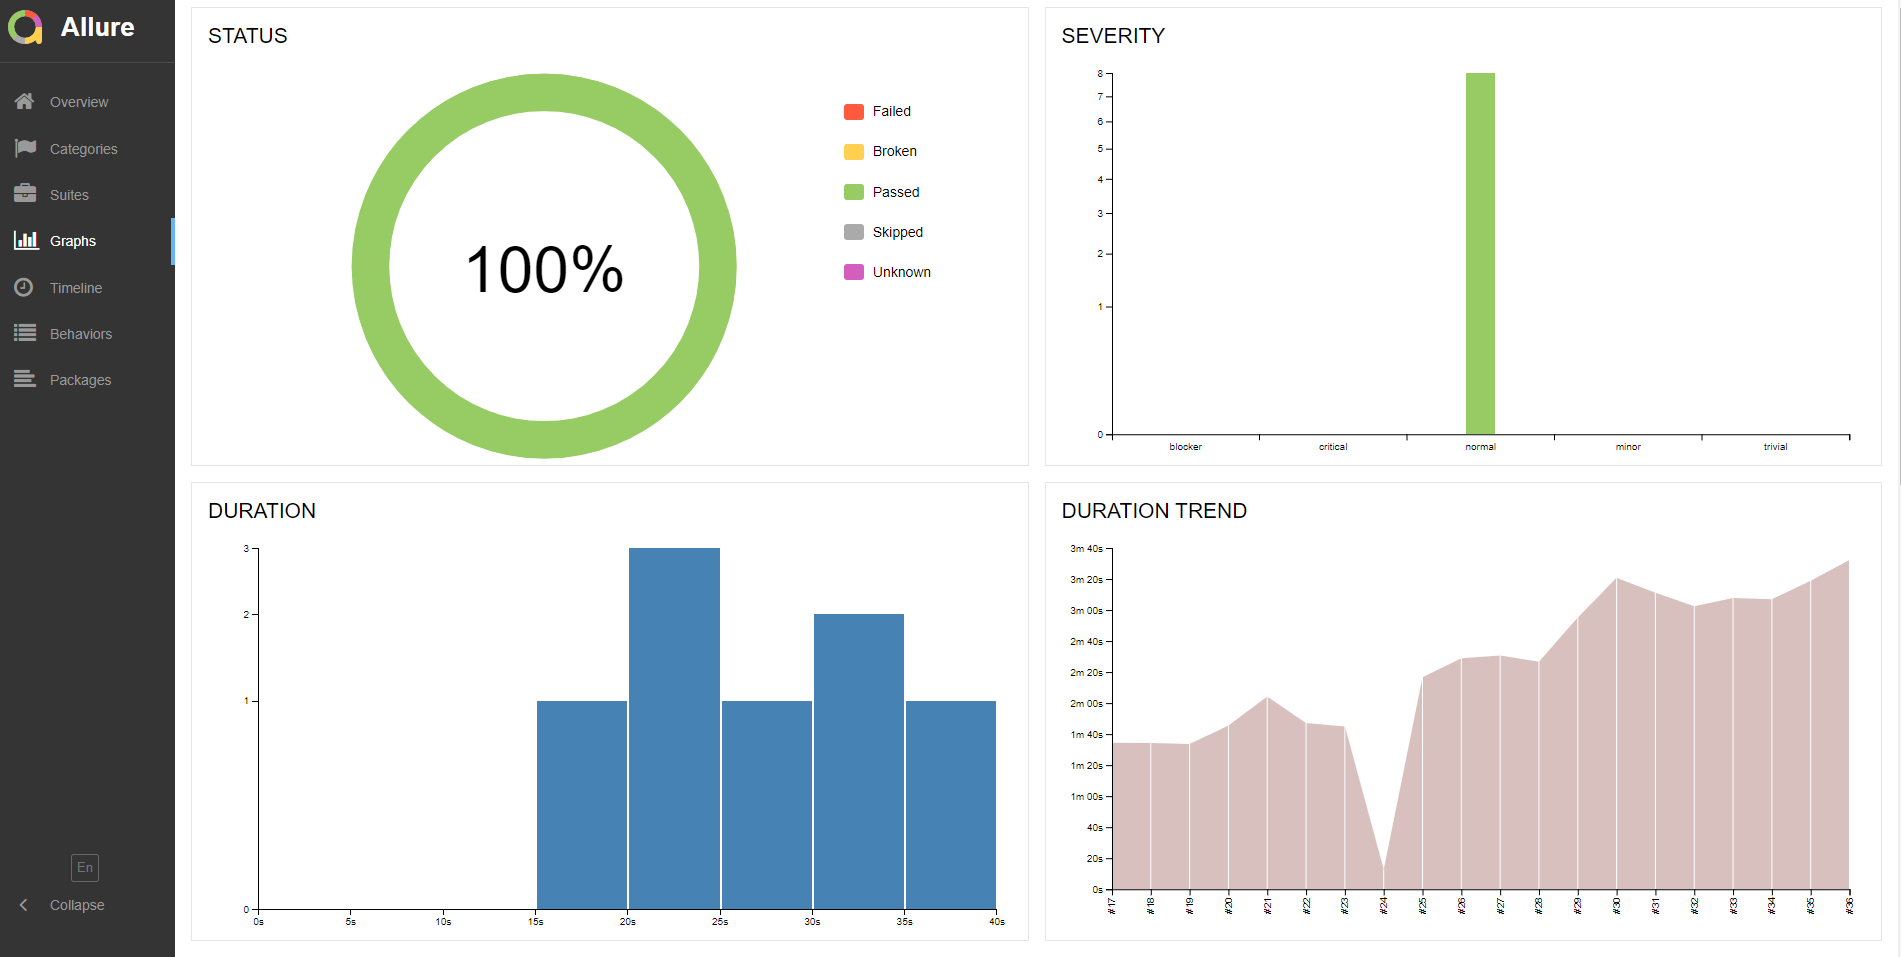 Allure
Overview
Categories
Suites
Graphs
Timeline
Behaviors
Packages
En
Collapse
STATUS
100%
Failed
Broken
Passed
Skipped
Unknown
SEVERITY
8
7
6
5
4
3
2
1
0
blocker critical normal minor trivial
DURATION
3
2
1
0
0s 5s 10s 15s 20s 25s 30s 35s 40s
DURATION TREND
3m 40s
3m 20s
3m 00s
2m 40s
2m 20s
2m 00s
1m 40s
1m 20s
1m 00s
40s
20s
0s
#17 #18 #19 #20 #21 #22 #23 #24 #25 #26 #27 #28 #29 #30 #31 #32 #33 #34 #35 #36